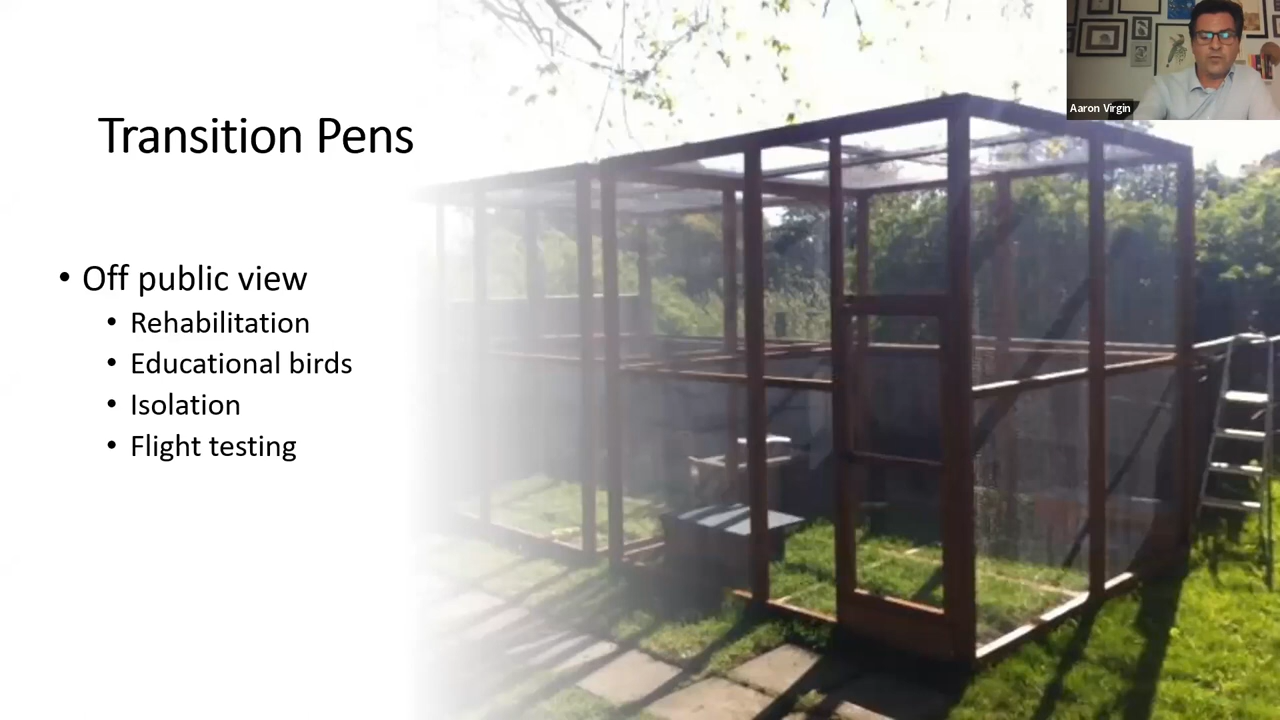 Transition Pens
Aaron Virgin
• Off public view
• Rehabilitation
• Educational birds
• Isolation
• Flight testing